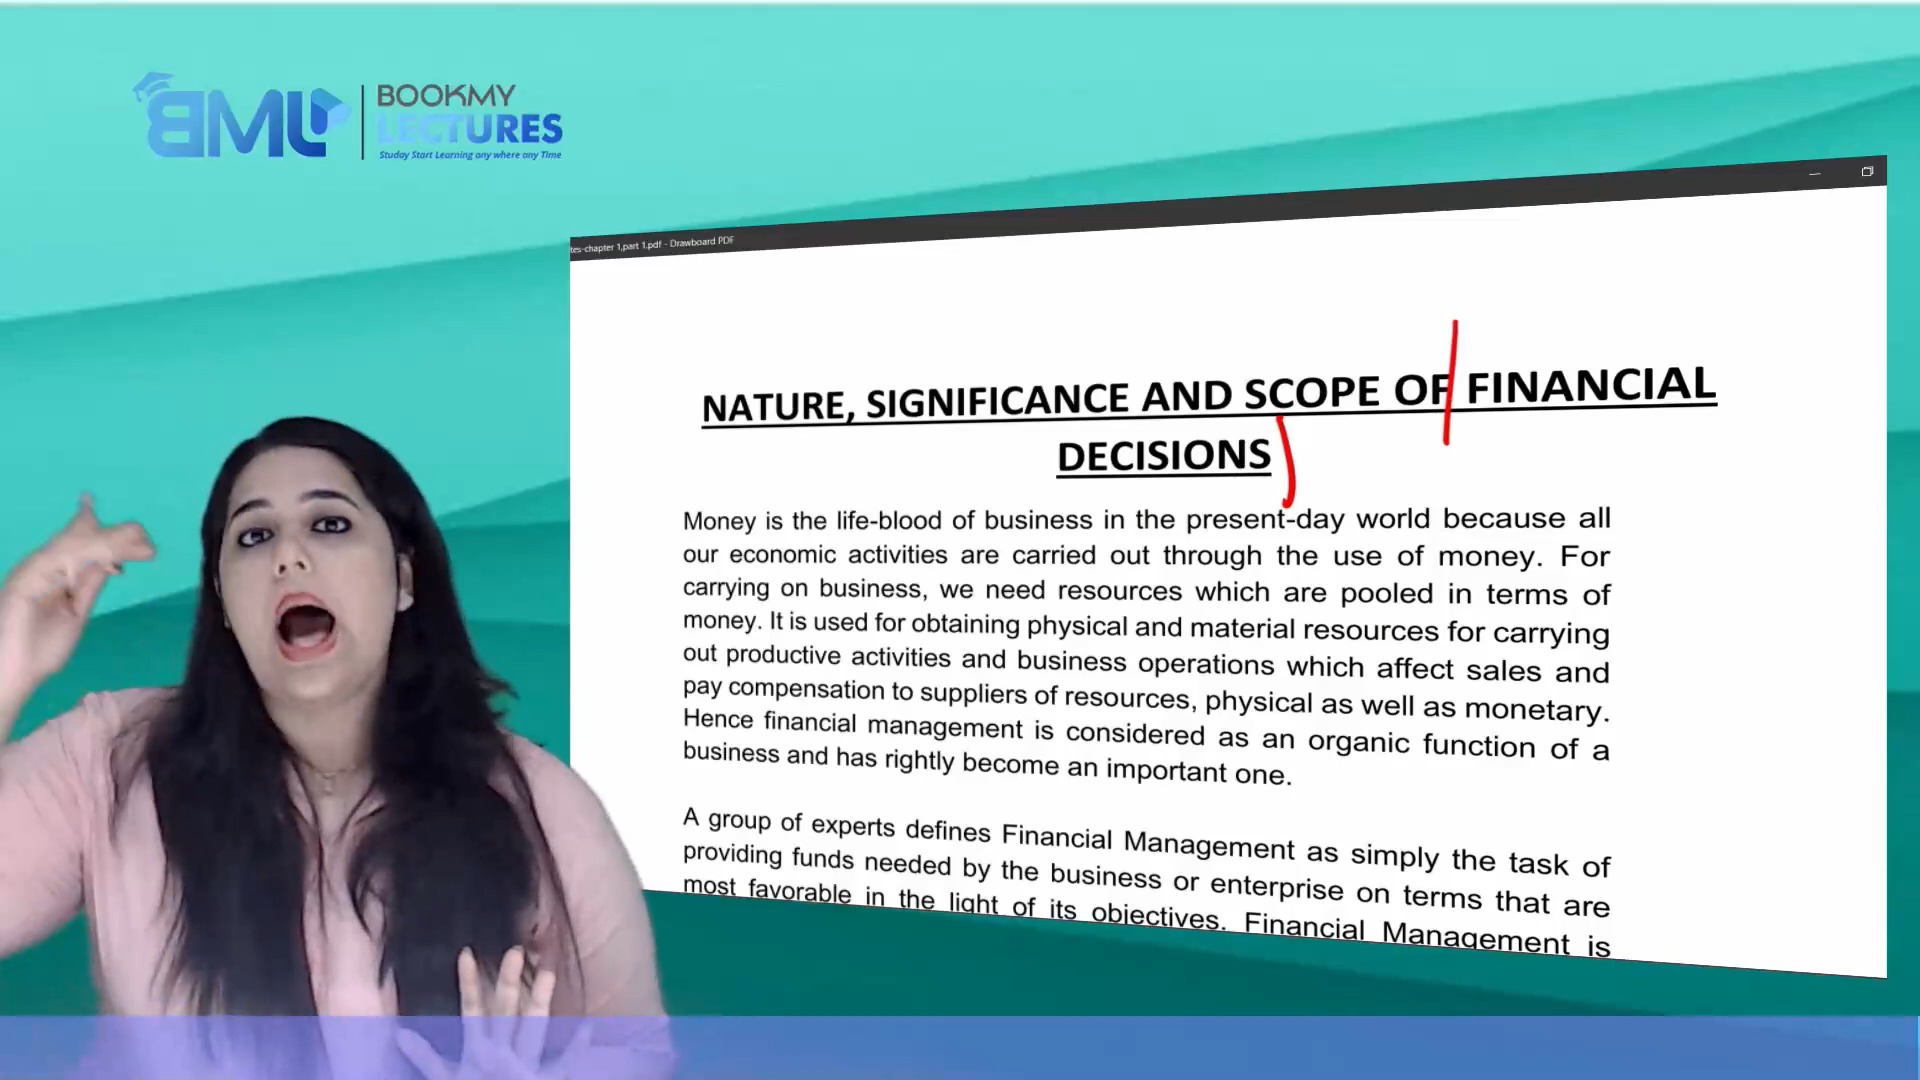 BML
BOOKMY
LECTURES
Studay Start Learning any where any Time
tes-chapter 1,part 1.pdf - Drawboard PDF
NATURE, SIGNIFICANCE AND SCOPE OF FINANCIAL
DECISIONS
Money is the life-blood of business in the present-day world because all
our economic activities are carried out through the use of money. For
carrying on business, we need resources which are pooled in terms of
money. It is used for obtaining physical and material resources for carrying
out productive activities and business operations which affect sales and
pay compensation to suppliers of resources, physical as well as monetary.
Hence financial management is considered as an organic function of a
business and has rightly become an important one.
A group of experts defines Financial Management as simply the task of
providing funds needed by the business or enterprise on terms that are
most favorable in the light of its objectives. Financial Management is